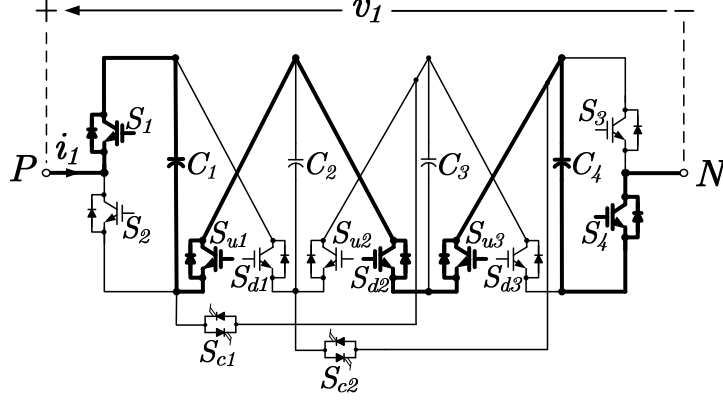 + v1 −
S1 S3
P i1 C1 C2 C3 C4 N
S2 Su1 Su2 Su3 S4
Sd1 Sd2 Sd3
Sc1 Sc2